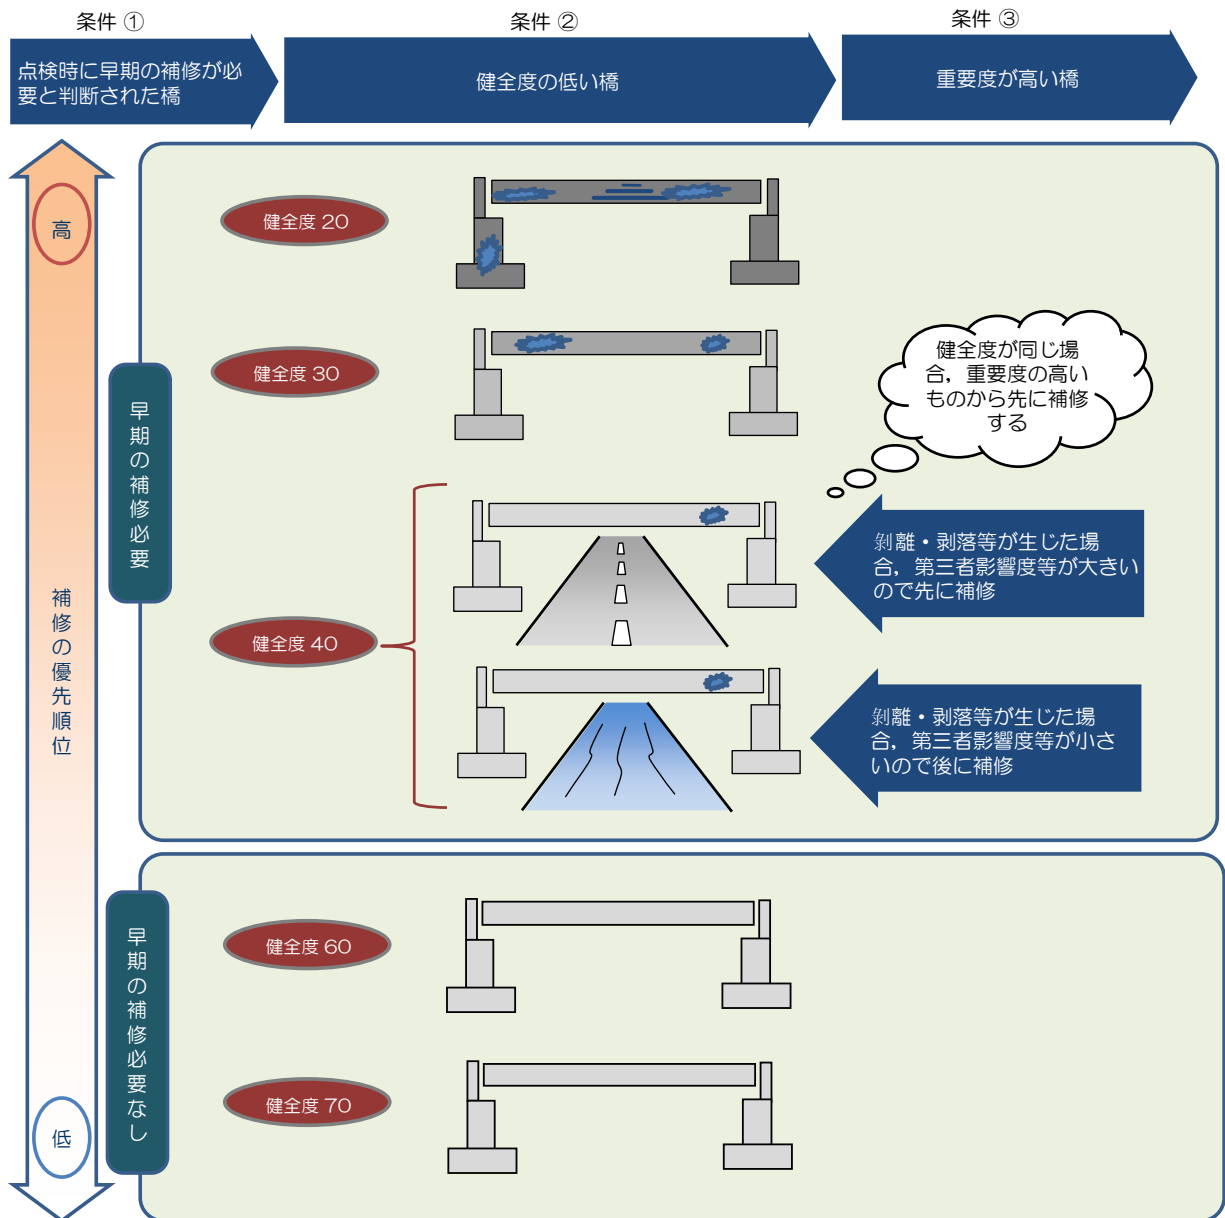 条件 ①
条件 ②
条件 ③
点検時に早期の補修が必
要と判断された橋
健全度の低い橋
重要度が高い橋
高
健全度 20
健全度 30
健全度が同じ場
合，重要度の高い
ものから先に補修
する
早期の補修必要
剝離・剥落等が生じた場
合，第三者影響度等が大きい
ので先に補修
健全度 40
補修の優先順位
剝離・剥落等が生じた場
合，第三者影響度等が小さ
いので後に補修
早期の補修必要なし
健全度 60
健全度 70
低